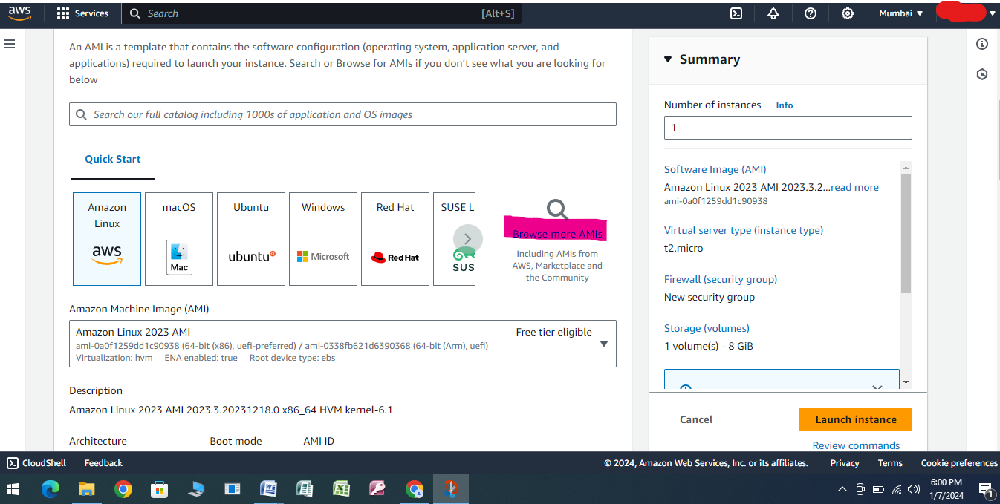 aws
Services
Search
[Alt+S]
Mumbai
An AMI is a template that contains the software configuration (operating system, application server, and
applications) required to launch your instance. Search or Browse for AMIs if you don’t see what you are looking for
below
Search our full catalog including 1000s of application and OS images
Quick Start
Amazon
Linux
aws
macOS
Mac
Ubuntu
ubuntu
Windows
Microsoft
Red Hat
Red Hat
SUSE Li
SUS
Browse more AMIs
Including AMIs from
AWS, Marketplace and
the Community
Amazon Machine Image (AMI)
Amazon Linux 2023 AMI
Free tier eligible
ami-0a0f1259dd1c90938 (64-bit (x86), uefi-preferred) / ami-0338fb621d6390368 (64-bit (Arm), uefi)
Virtualization: hvm ENA enabled: true Root device type: ebs
Description
Amazon Linux 2023 AMI 2023.3.20231218.0 x86_64 HVM kernel-6.1
Architecture Boot mode AMI ID
Summary
Number of instances Info
1
Software Image (AMI)
Amazon Linux 2023 AMI 2023.3.2...read more
ami-0a0f1259dd1c90938
Virtual server type (instance type)
t2.micro
Firewall (security group)
New security group
Storage (volumes)
1 volume(s) - 8 GiB
Cancel
Launch instance
Review commands
CloudShell Feedback
© 2024, Amazon Web Services, Inc. or its affiliates. Privacy Terms Cookie preferences
6:00 PM
1/7/2024
1